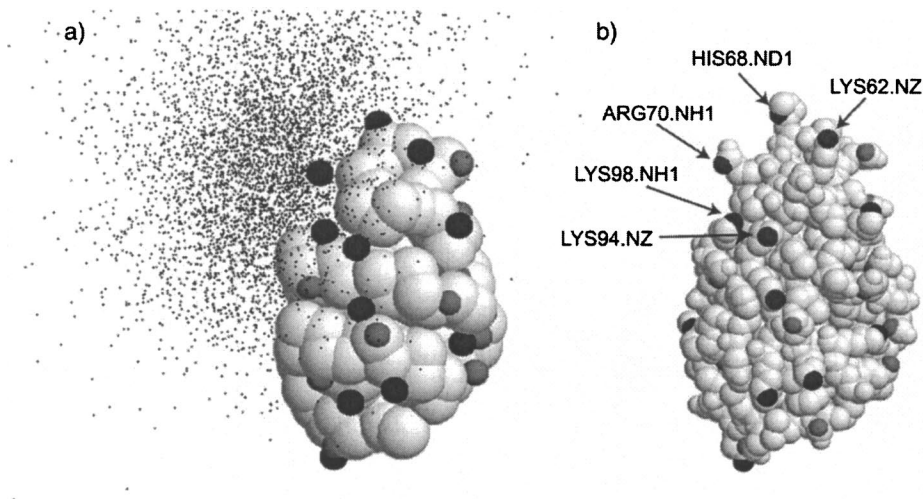 a)
b)
HIS68.ND1
LYS62.NZ
ARG70.NH1
LYS98.NH1
LYS94.NZ